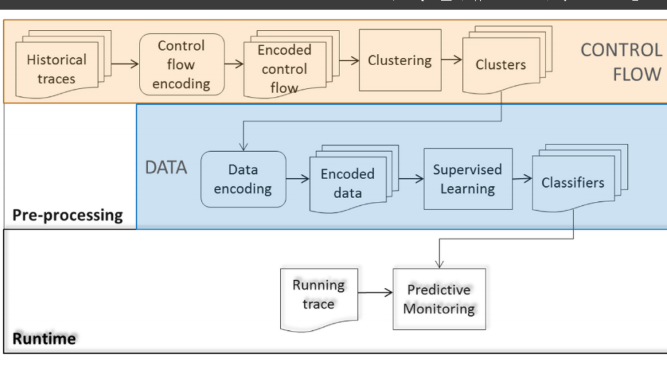 Historical
traces
Control
flow
encoding
Encoded
control
flow
Clustering
Clusters
CONTROL
FLOW
DATA
Data
encoding
Encoded
data
Supervised
Learning
Classifiers
Pre-processing
Running
trace
Predictive
Monitoring
Runtime